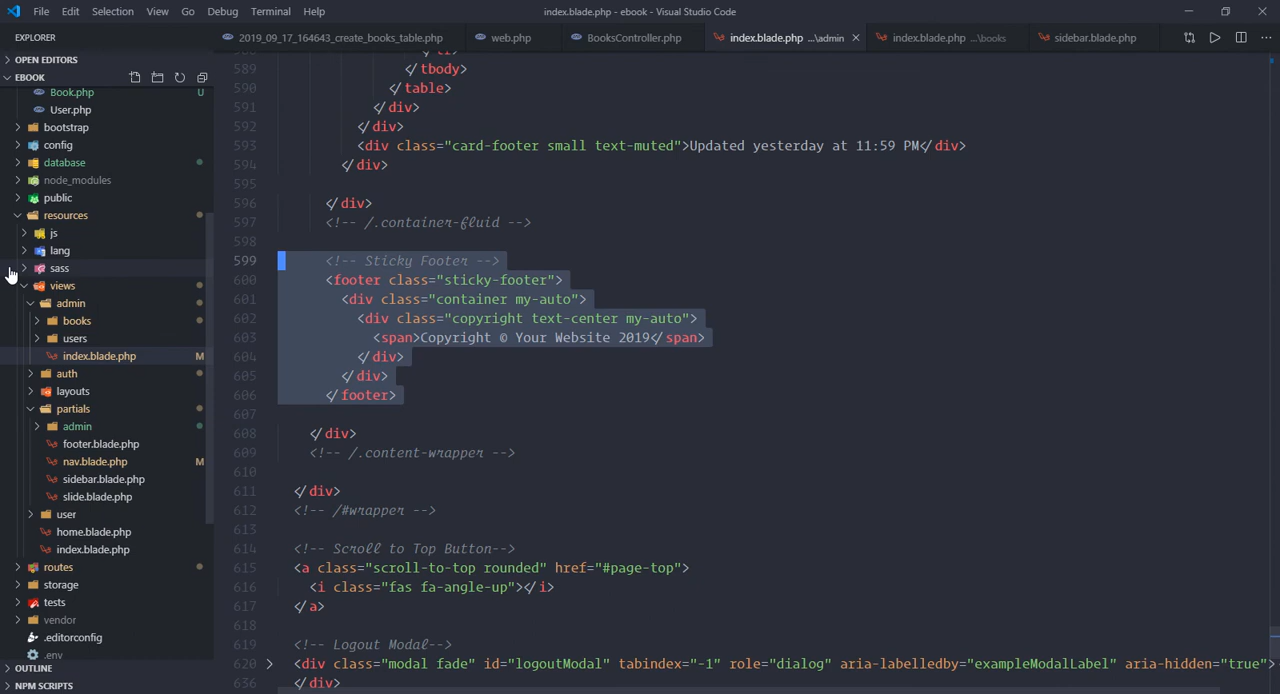 File Edit Selection View Go Debug Terminal Help
index.blade.php - ebook - Visual Studio Code
EXPLORER
2019_09_17_164643_create_books_table.php
web.php
BooksController.php
index.blade.php ...\admin
index.blade.php ...\books
sidebar.blade.php
OPEN EDITORS
EBOOK
Book.php U
User.php
bootstrap
config
database
node_modules
public
resources
js
lang
sass
views
admin
books
users
index.blade.php M
auth
layouts
partials
admin
footer.blade.php
nav.blade.php M
sidebar.blade.php
slide.blade.php
user
home.blade.php
index.blade.php
routes
storage
tests
vendor
.editorconfig
.env
OUTLINE
NPM SCRIPTS
589 </tbody>
590 </table>
591 </div>
592 </div>
593 <div class="card-footer small text-muted">Updated yesterday at 11:59 PM</div>
594 </div>
595
596 </div>
597 <!-- /.container-fluid -->
598
599 <!-- Sticky Footer -->
600 <footer class="sticky-footer">
601 <div class="container my-auto">
602 <div class="copyright text-center my-auto">
603 <span>Copyright © Your Website 2019</span>
604 </div>
605 </div>
606 </footer>
607
608 </div>
609 <!-- /.content-wrapper -->
610
611 </div>
612 <!-- /#wrapper -->
613
614 <!-- Scroll to Top Button-->
615 <a class="scroll-to-top rounded" href="#page-top">
616 <i class="fas fa-angle-up"></i>
617 </a>
618
619 <!-- Logout Modal-->
620 <div class="modal fade" id="logoutModal" tabindex="-1" role="dialog" aria-labelledby="exampleModalLabel" aria-hidden="true">
636 </div>